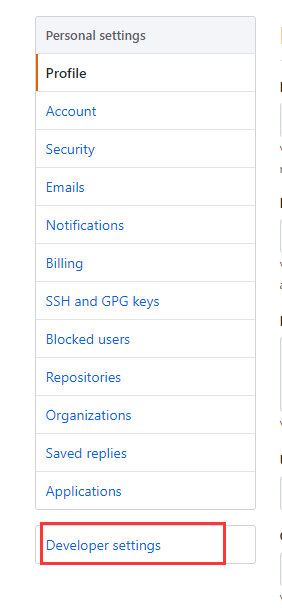 Personal settings
Profile
Account
Security
Emails
Notifications
Billing
SSH and GPG keys
Blocked users
Repositories
Organizations
Saved replies
Applications
Developer settings